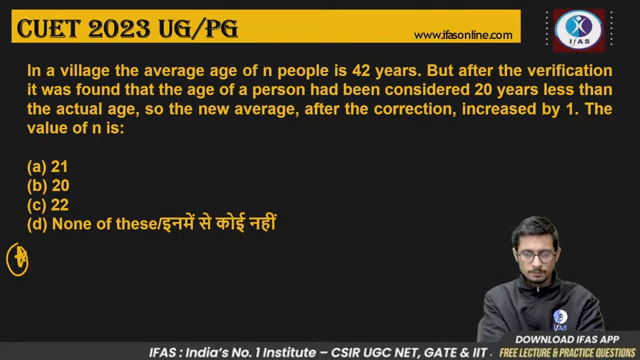 CUET 2023 UG/PG
www.ifasonline.com
iFAS
In a village the average age of n people is 42 years. But after the verification
it was found that the age of a person had been considered 20 years less than
the actual age, so the new average, after the correction, increased by 1. The
value of n is:
(a) 21
(b) 20
(c) 22
(d) None of these/इनमें से कोई नहीं
DOWNLOAD IFAS APP
IFAS : India's No. 1 Institute – CSIR UGC NET, GATE & IIT .
FREE LECTURE & PRACTICE QUESTIONS